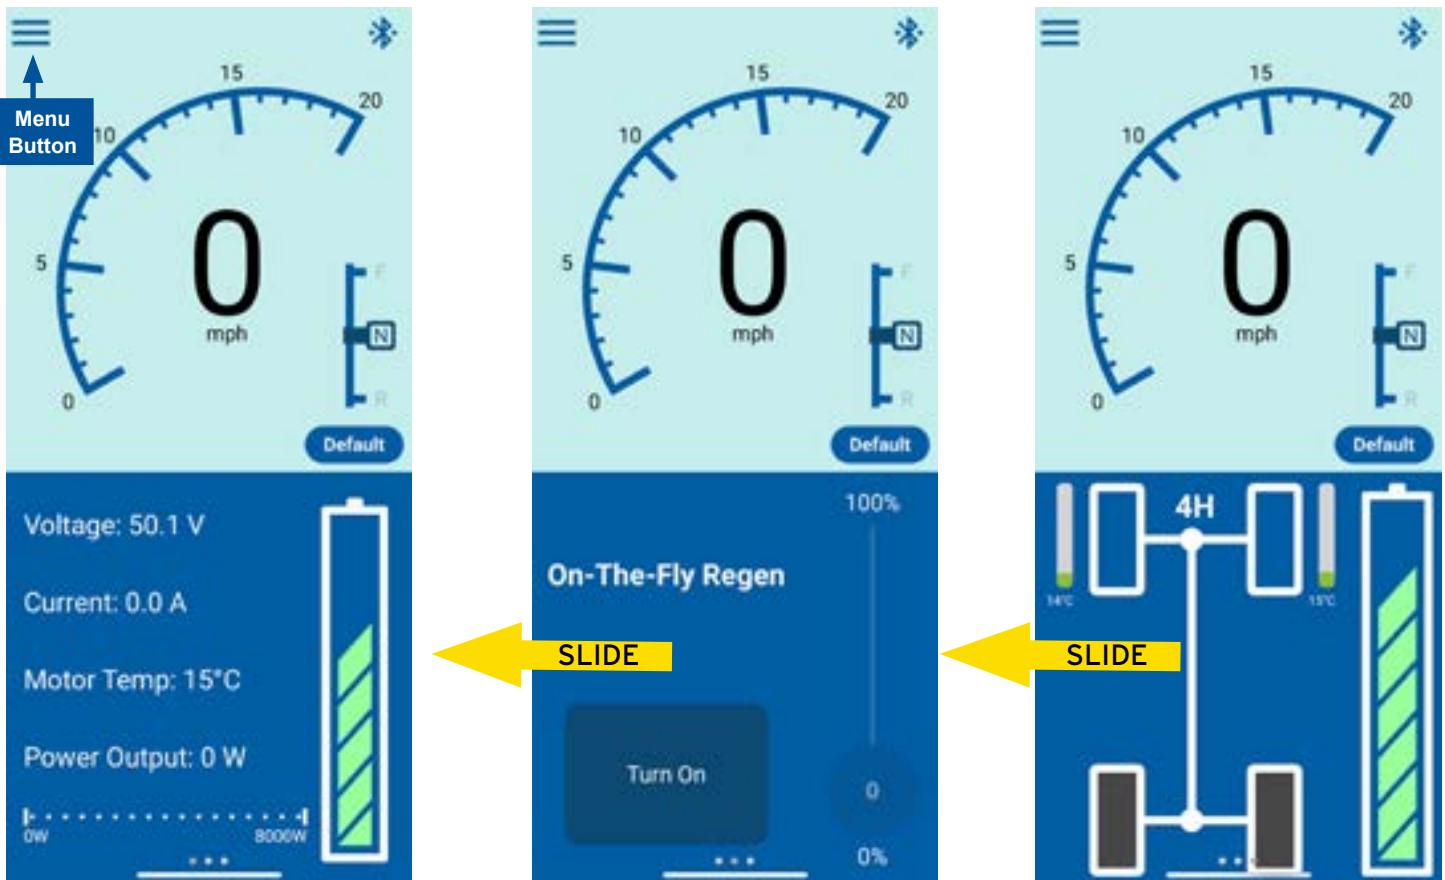 Menu
Button
15
20
10
5
0
mph
F
N
R
0
Default
Voltage: 50.1 V
Current: 0.0 A
Motor Temp: 15°C
Power Output: 0 W
0W
8000W
15
20
10
5
0
mph
F
N
R
0
Default
100%
On-The-Fly Regen
SLIDE
Turn On
0
0%
15
20
10
5
0
mph
F
N
R
0
Default
4H
14°C
15°C
SLIDE